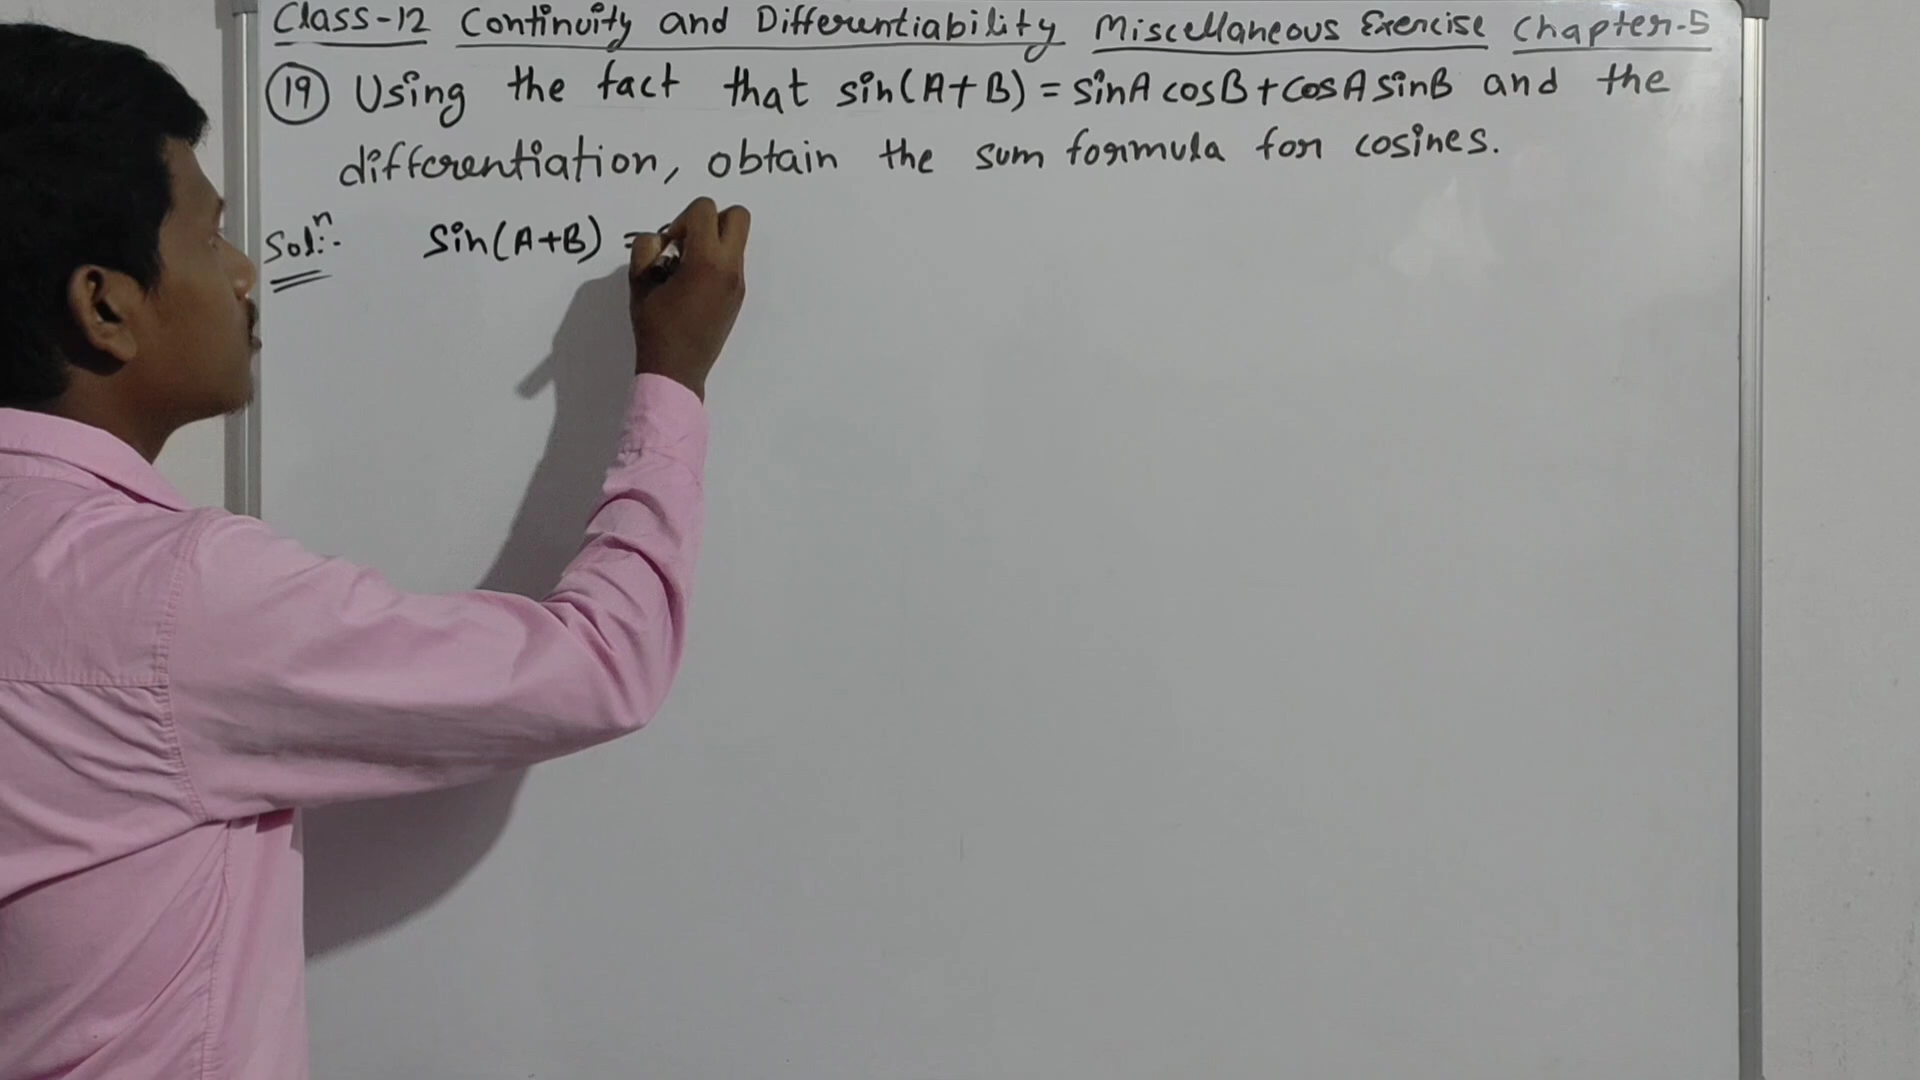 Class-12 Continuity and Differentiability Miscellaneous Exercise Chapter-5
19 Using the fact that sin(A+B) = sinA cosB + cosA sinB and the
differentiation, obtain the sum formula for cosines.
Solⁿ:- sin(A+B) =